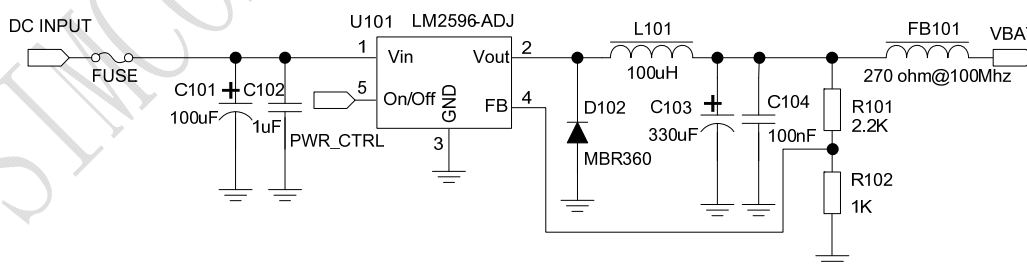 DC INPUT
FUSE
C101
100uF
+
C102
1uF
PWR_CTRL
U101 LM2596-ADJ
1
Vin
5
On/Off
GND
3
Vout
2
FB
4
D102
MBR360
L101
100uH
C103
330uF
+
C104
100nF
R101
2.2K
R102
1K
FB101
270 ohm@100Mhz
VBAT
SIMCO